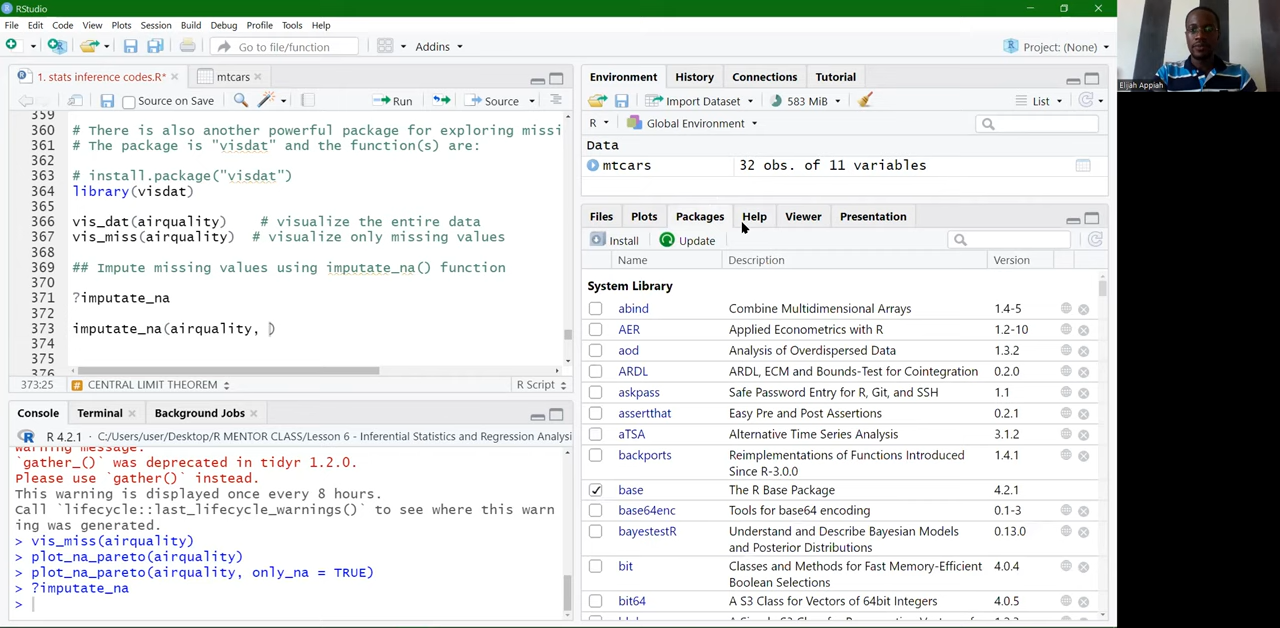 RStudio
File Edit Code View Plots Session Build Debug Profile Tools Help
Go to file/function Addins Project: (None)
1. stats inference codes.R* mtcars
Source on Save Run Source
359
360 # There is also another powerful package for exploring missi
361 # The package is "visdat" and the function(s) are:
362
363 # install.package("visdat")
364 library(visdat)
365
366 vis_dat(airquality) # visualize the entire data
367 vis_miss(airquality) # visualize only missing values
368
369 ## Impute missing values using imputate_na() function
370
371 ?imputate_na
372
373 imputate_na(airquality, )
374
375
376
373:25 CENTRAL LIMIT THEOREM R Script
Console Terminal Background Jobs
R 4.2.1 · C:/Users/user/Desktop/R MENTOR CLASS/Lesson 6 - Inferential Statistics and Regression Analysi
Warning message:
`gather_()` was deprecated in tidyr 1.2.0.
Please use `gather()` instead.
This warning is displayed once every 8 hours.
Call `lifecycle::last_lifecycle_warnings()` to see where this warn
ing was generated.
> vis_miss(airquality)
> plot_na_pareto(airquality)
> plot_na_pareto(airquality, only_na = TRUE)
> ?imputate_na
>
Environment History Connections Tutorial
Import Dataset 583 MiB List
R Global Environment
Data
mtcars 32 obs. of 11 variables
Files Plots Packages Help Viewer Presentation
Install Update
Name Description Version
System Library
abind Combine Multidimensional Arrays 1.4-5
AER Applied Econometrics with R 1.2-10
aod Analysis of Overdispersed Data 1.3.2
ARDL ARDL, ECM and Bounds-Test for Cointegration 0.2.0
askpass Safe Password Entry for R, Git, and SSH 1.1
assertthat Easy Pre and Post Assertions 0.2.1
aTSA Alternative Time Series Analysis 3.1.2
backports Reimplementations of Functions Introduced 1.4.1
Since R-3.0.0
base The R Base Package 4.2.1
base64enc Tools for base64 encoding 0.1-3
bayestestR Understand and Describe Bayesian Models 0.13.0
and Posterior Distributions
bit Classes and Methods for Fast Memory-Efficient 4.0.4
Boolean Selections
bit64 A S3 Class for Vectors of 64bit Integers 4.0.5
Elijah Appiah